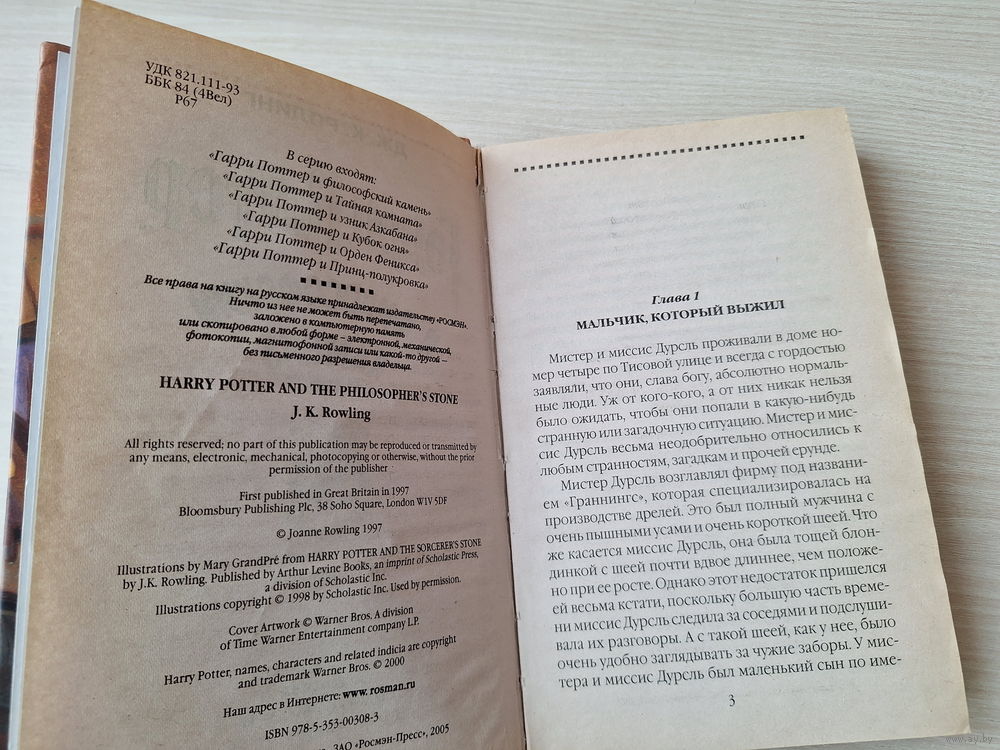 УДК 821.111-93
ББК 84 (4Вел)
Р67
В серию входят:
«Гарри Поттер и философский камень»
«Гарри Поттер и Тайная комната»
«Гарри Поттер и узник Азкабана»
«Гарри Поттер и Кубок огня»
«Гарри Поттер и Орден Феникса»
«Гарри Поттер и Принц-полукровка»
Все права на книгу на русском языке принадлежат издательству «РОСМЭН».
Ничто из нее не может быть перепечатано,
заложено в компьютерную память
или скопировано в любой форме – электронной, механической,
фотокопии, магнитофонной записи или какой-то другой –
без письменного разрешения владельца.
HARRY POTTER AND THE PHILOSOPHER'S STONE
J. K. Rowling
All rights reserved; no part of this publication may be reproduced or transmitted by
any means, electronic, mechanical, photocopying or otherwise, without the prior
permission of the publisher
First published in Great Britain in 1997
Bloomsbury Publishing Plc, 38 Soho Square, London W1V 5DF
© Joanne Rowling 1997
Illustrations by Mary GrandPré from HARRY POTTER AND THE SORCERER'S STONE
by J.K. Rowling. Published by Arthur Levine Books, an imprint of Scholastic Press,
a division of Scholastic Inc.
Illustrations copyright © 1998 by Scholastic Inc. Used by permission.
Cover Artwork © Warner Bros. A division
of Time Warner Entertainment company LP.
Harry Potter, names, characters and related indicia are copyright
and trademark Warner Bros. © 2000
Наш адрес в Интернете: www.rosman.ru
ISBN 978-5-353-00308-3
ЗАО «Росмэн-Пресс», 2005
Глава 1
МАЛЬЧИК, КОТОРЫЙ ВЫЖИЛ
Мистер и миссис Дурсль проживали в доме но-
мер четыре по Тисовой улице и всегда с гордостью
заявляли, что они, слава богу, абсолютно нормаль-
ные люди. Уж от кого-кого, а от них никак нельзя
было ожидать, чтобы они попали в какую-нибудь
странную или загадочную ситуацию. Мистер и мис-
сис Дурсль весьма неодобрительно относились к
любым странностям, загадкам и прочей ерунде.
Мистер Дурсль возглавлял фирму под названи-
ем «Граннингс», которая специализировалась на
производстве дрелей. Это был полный мужчина с
очень пышными усами и очень короткой шеей. Что
же касается миссис Дурсль, она была тощей блон-
динкой с шеей почти вдвое длиннее, чем положе-
но при ее росте. Однако этот недостаток пришелся
ей весьма кстати, поскольку большую часть време-
ни миссис Дурсль следила за соседями и подслуши-
вала их разговоры. А с такой шеей, как у нее, было
очень удобно заглядывать за чужие заборы. У мис-
тера и миссис Дурсль был маленький сын по име-
3
www.ay.by